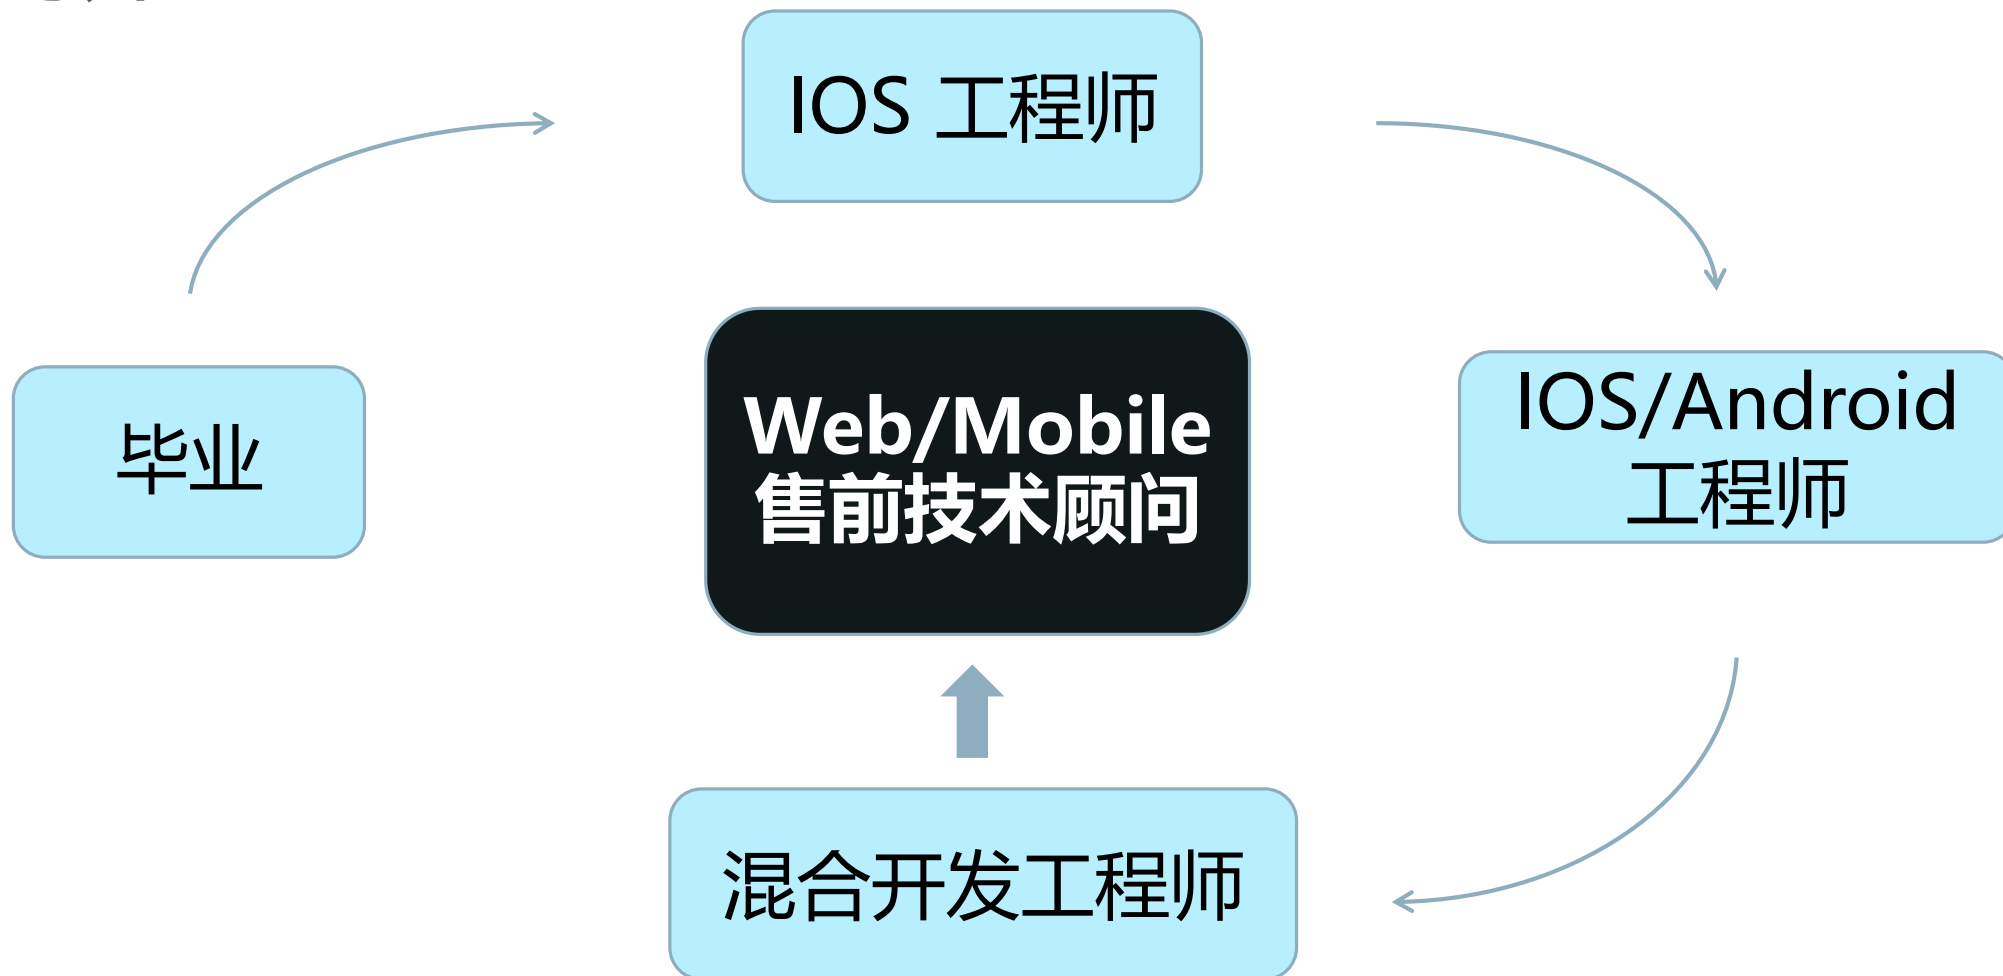 IOS 工程师
毕业
Web/Mobile
售前技术顾问
IOS/Android
工程师
混合开发工程师